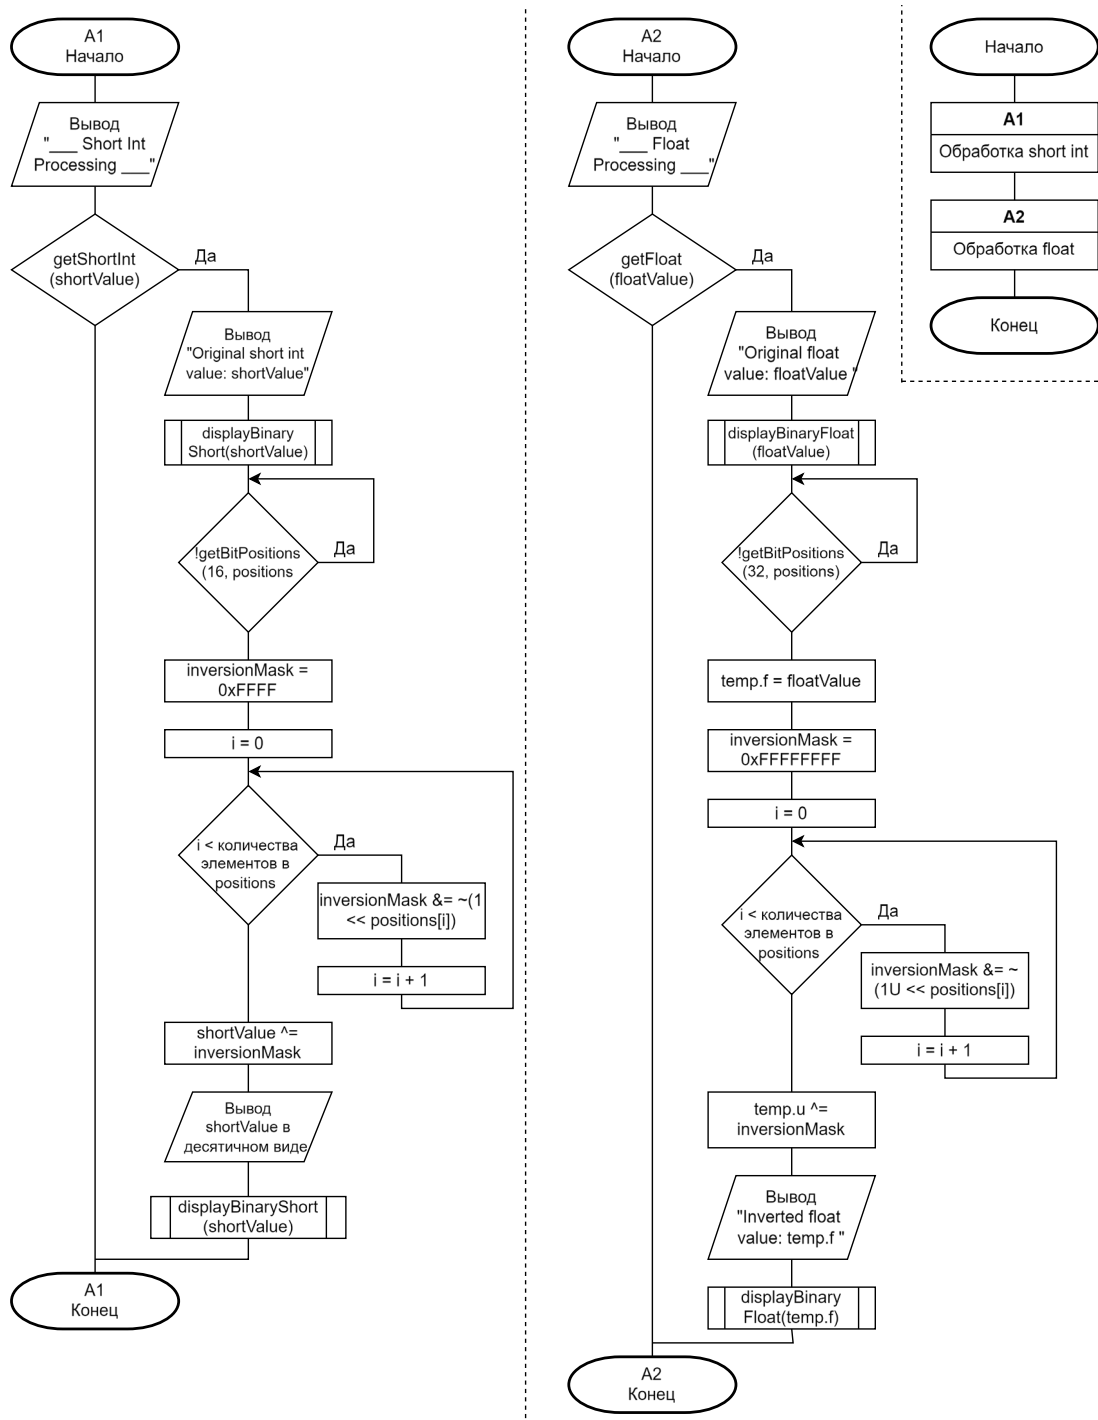 A1
Начало
Вывод
"___ Short Int
Processing ___"
getShortInt
(shortValue)
Да
Вывод
"Original short int
value: shortValue"
displayBinary
Short(shortValue)
!getBitPositions
(16, positions
Да
inversionMask =
0xFFFF
i = 0
i < количества
элементов в
positions
Да
inversionMask &= ~(1
<< positions[i])
i = i + 1
shortValue ^=
inversionMask
Вывод
shortValue в
десятичном виде
displayBinaryShort
(shortValue)
A1
Конец
A2
Начало
Вывод
"___ Float
Processing ___"
getFloat
(floatValue)
Да
Вывод
"Original float
value: floatValue "
displayBinaryFloat
(floatValue)
!getBitPositions
(32, positions)
Да
temp.f = floatValue
inversionMask =
0xFFFFFFFF
i = 0
i < количества
элементов в
positions
Да
inversionMask &= ~
(1U << positions[i])
i = i + 1
temp.u ^=
inversionMask
Вывод
"Inverted float
value: temp.f "
displayBinary
Float(temp.f)
A2
Конец
Начало
A1
Обработка short int
A2
Обработка float
Конец